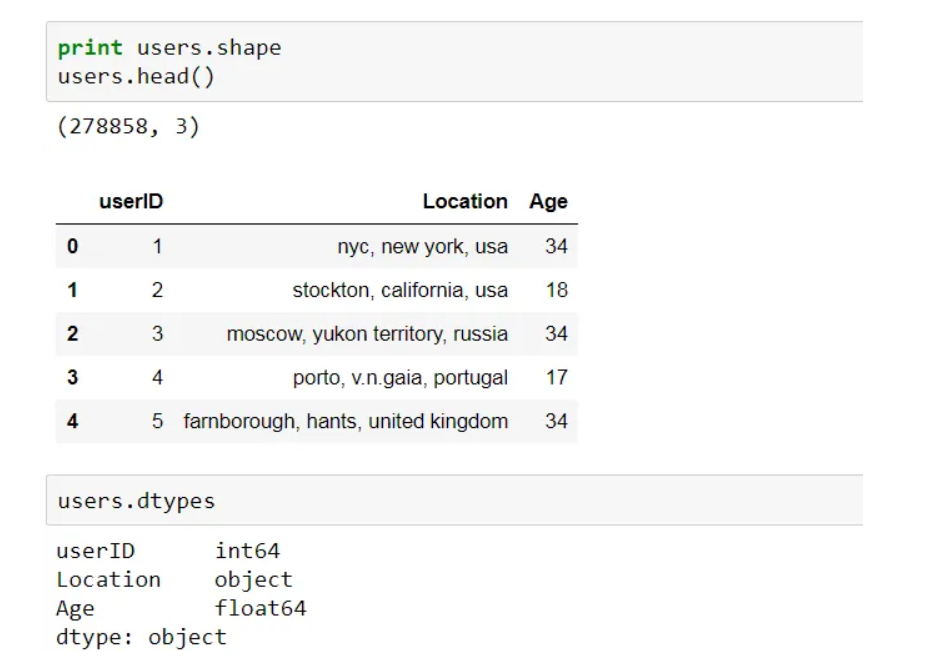 print users.shape
users.head()
(278858, 3)
userID Location Age
0 1 nyc, new york, usa 34
1 2 stockton, california, usa 18
2 3 moscow, yukon territory, russia 34
3 4 porto, v.n.gaia, portugal 17
4 5 farnborough, hants, united kingdom 34
users.dtypes
userID int64
Location object
Age float64
dtype: object